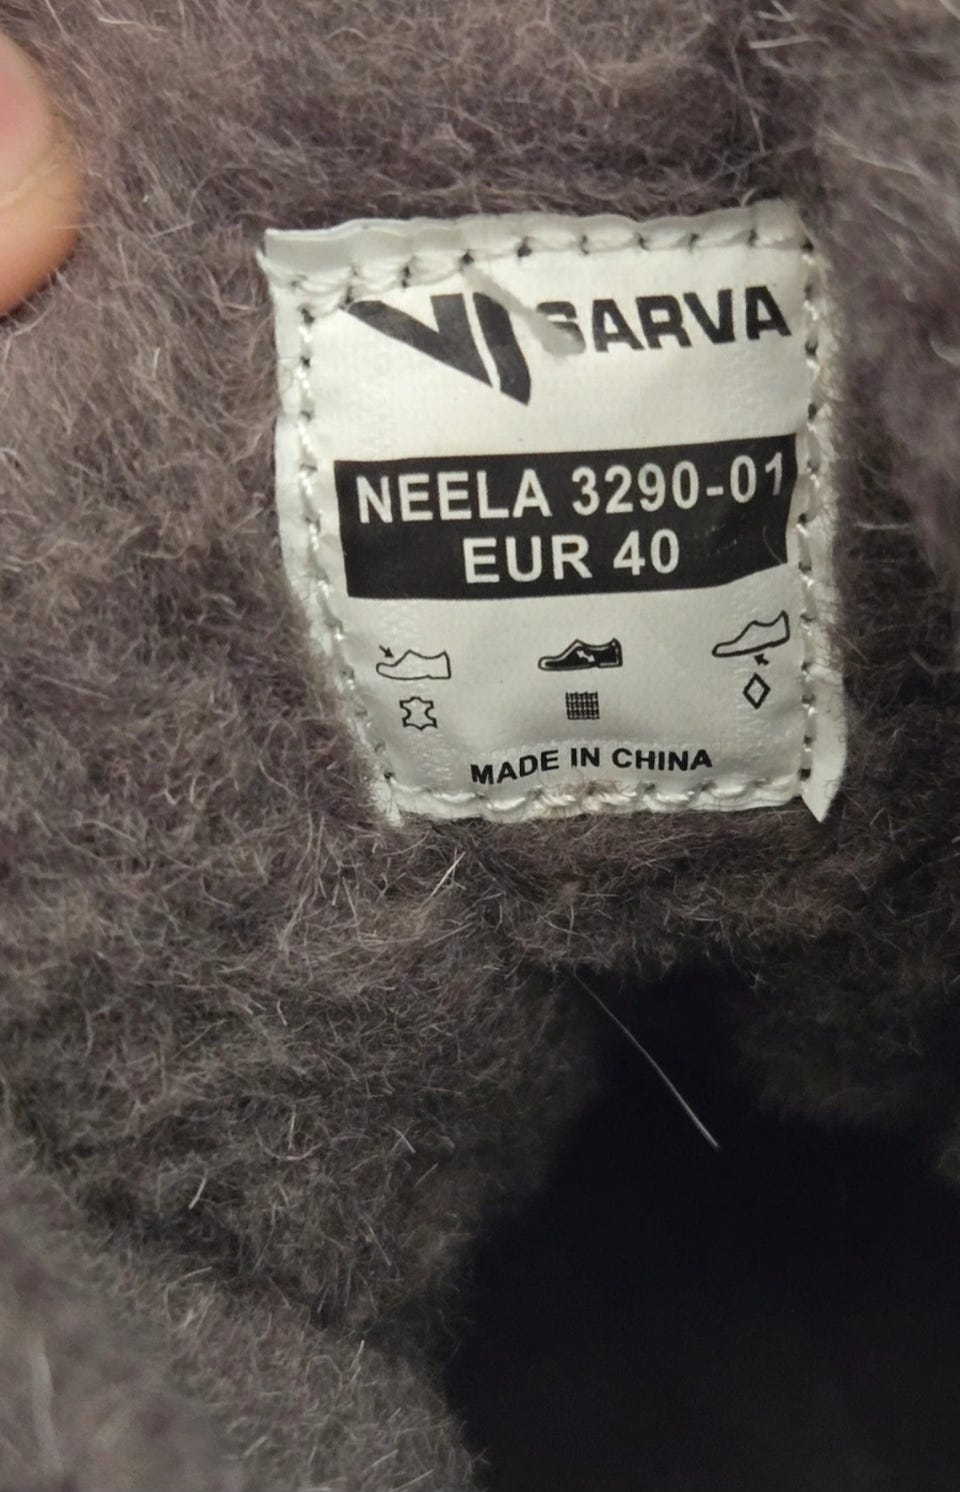 SARVA
NEELA 3290-01
EUR 40
MADE IN CHINA